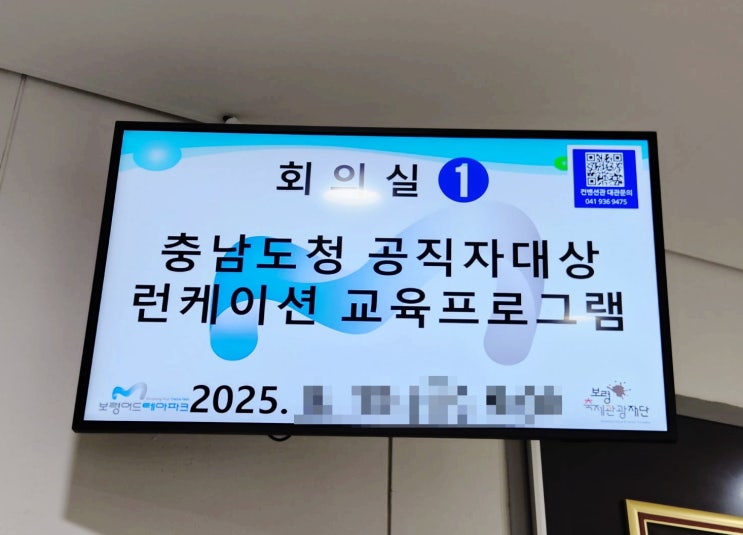 회의실 1
컨벤션관 대관문의
041 936 9475
충남도청 공직자대상
런케이션 교육프로그램
보령머드테마파크
2025.
보령
축제관광재단